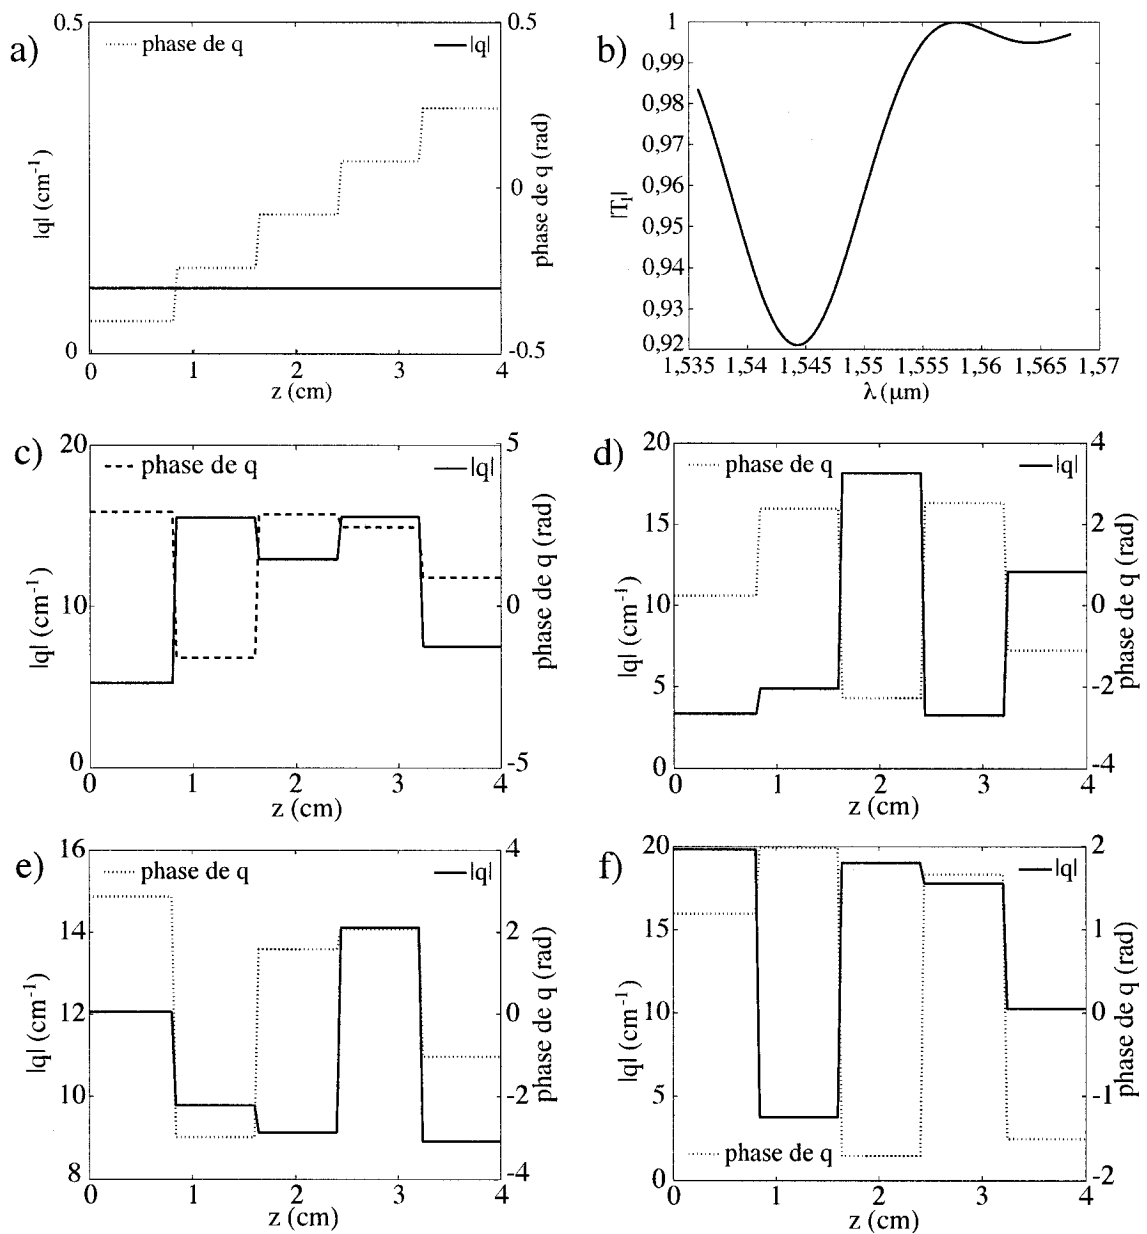 a)
phase de q
|q|
0.5
0
|q| (cm⁻¹)
0.5
0
-0.5
phase de q (rad)
0 1 2 3 4
z (cm)
b)
1
0,99
0,98
0,97
0,96
0,95
0,94
0,93
0,92
|Tᵢ|
1,535 1,54 1,545 1,55 1,555 1,56 1,565 1,57
λ (μm)
c)
phase de q
|q|
20
10
0
|q| (cm⁻¹)
5
0
-5
phase de q (rad)
0 1 2 3 4
z (cm)
d)
phase de q
|q|
20
15
10
5
0
|q| (cm⁻¹)
4
2
0
-2
-4
phase de q (rad)
0 1 2 3 4
z (cm)
e)
phase de q
|q|
16
14
12
10
8
|q| (cm⁻¹)
4
2
0
-2
-4
phase de q (rad)
0 1 2 3 4
z (cm)
f)
|q|
phase de q
20
15
10
5
0
|q| (cm⁻¹)
2
1
0
-1
-2
phase de q (rad)
0 1 2 3 4
z (cm)